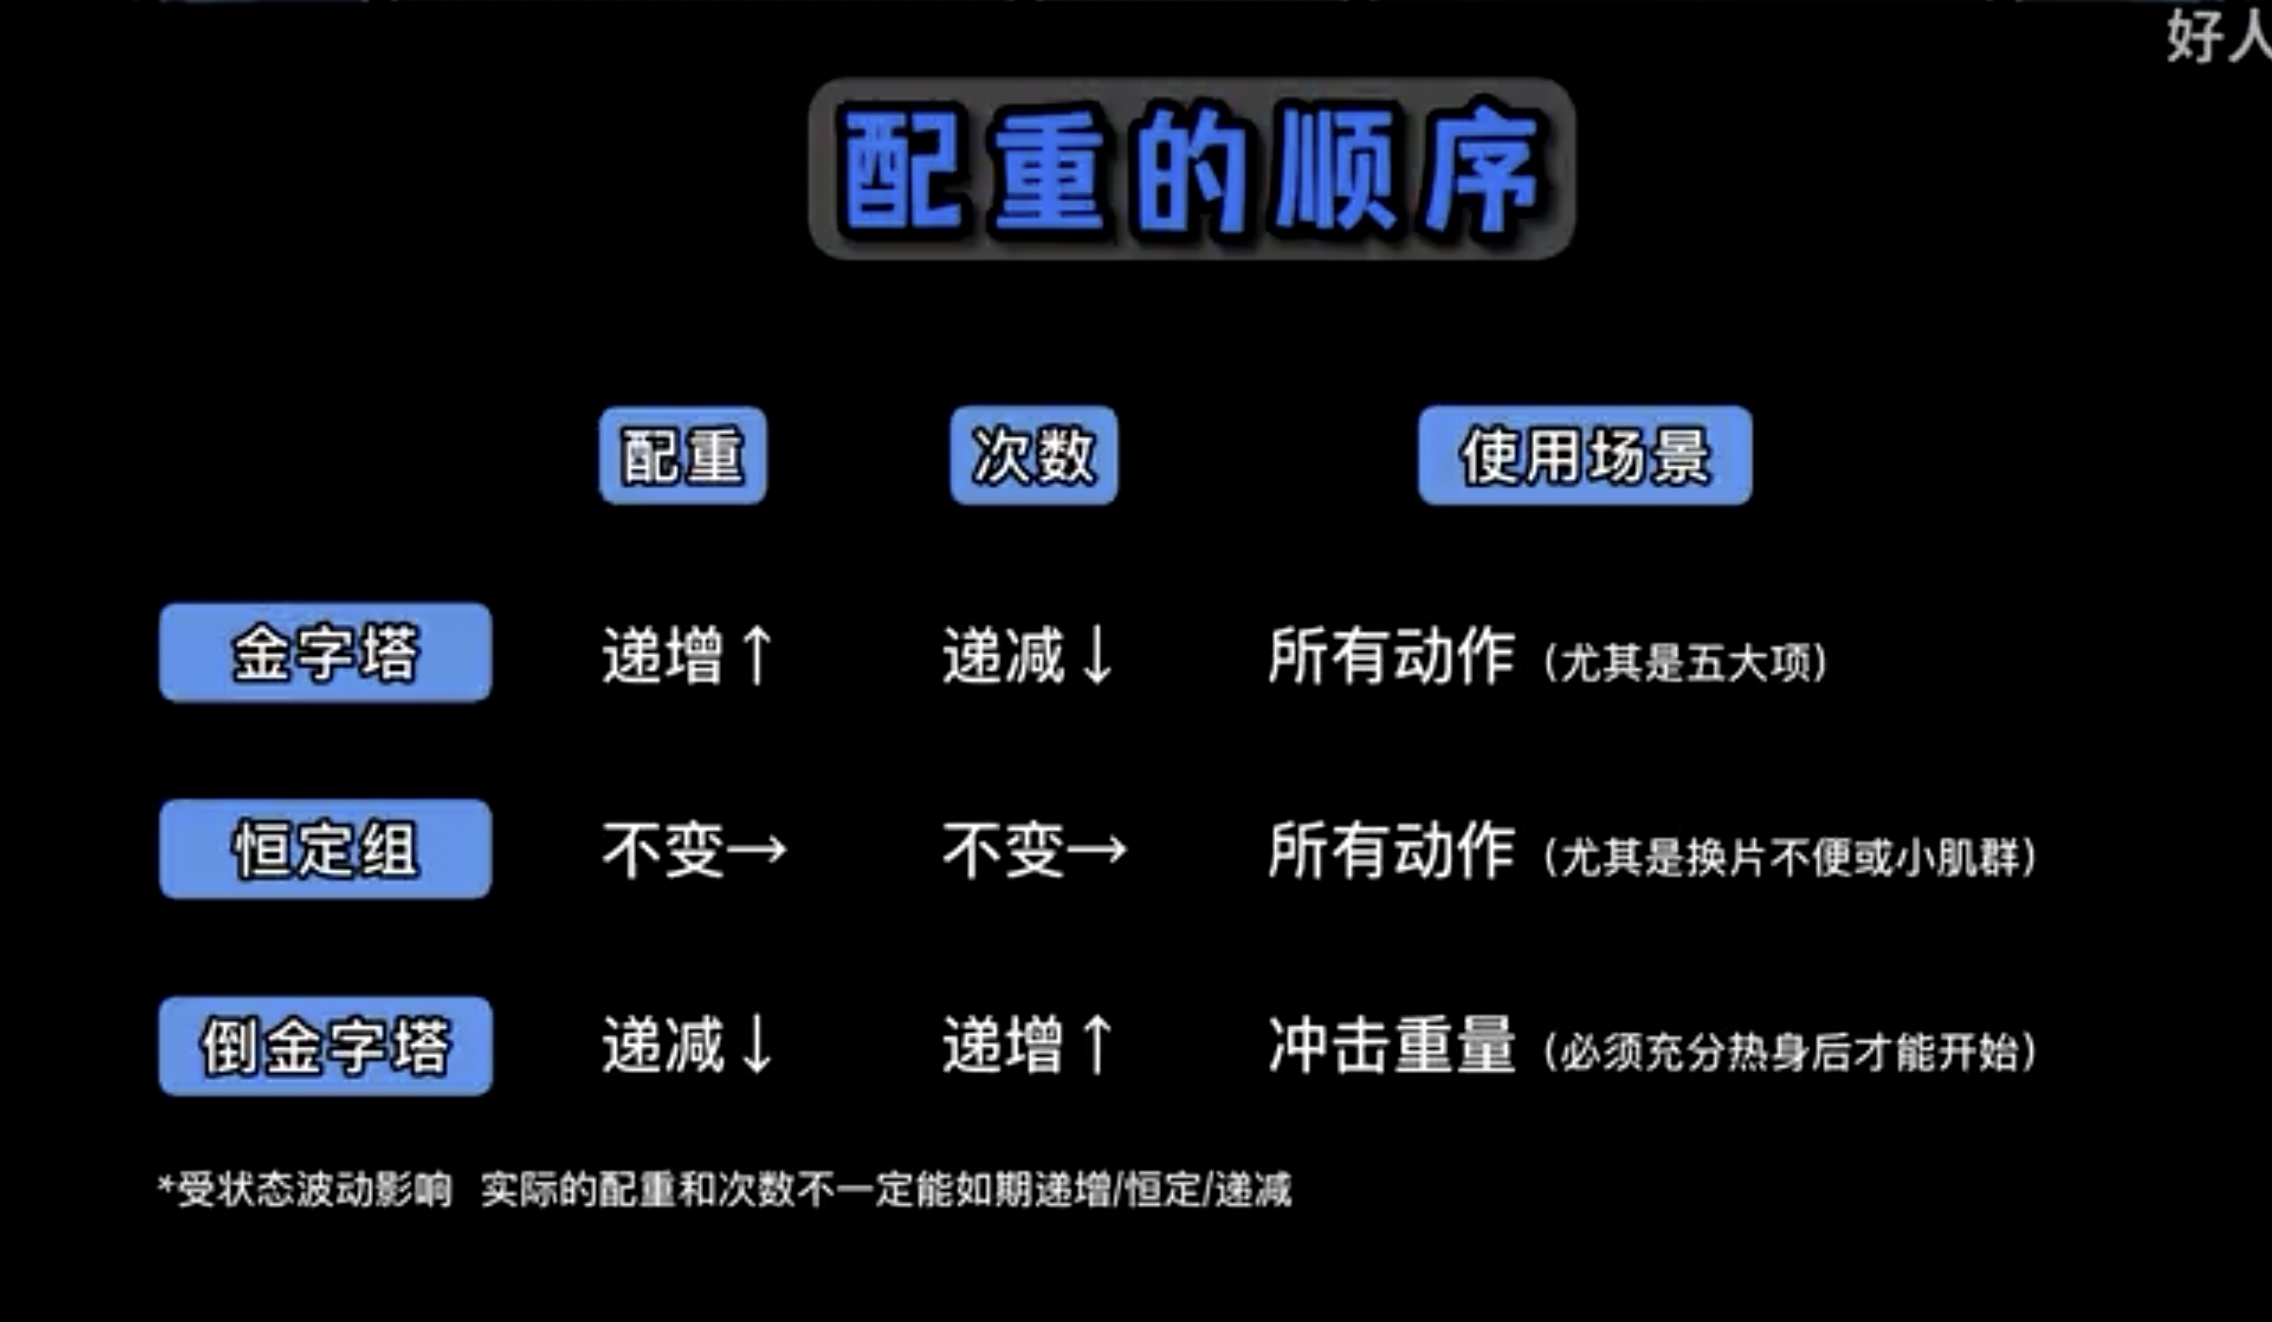 好人
配重的顺序
配重 次数 使用场景
金字塔 递增↑ 递减↓ 所有动作（尤其是五大项）
恒定组 不变→ 不变→ 所有动作（尤其是换片不便或小肌群）
倒金字塔 递减↓ 递增↑ 冲击重量（必须充分热身后才能开始）
*受状态波动影响 实际的配重和次数不一定能如期递增/恒定/递减